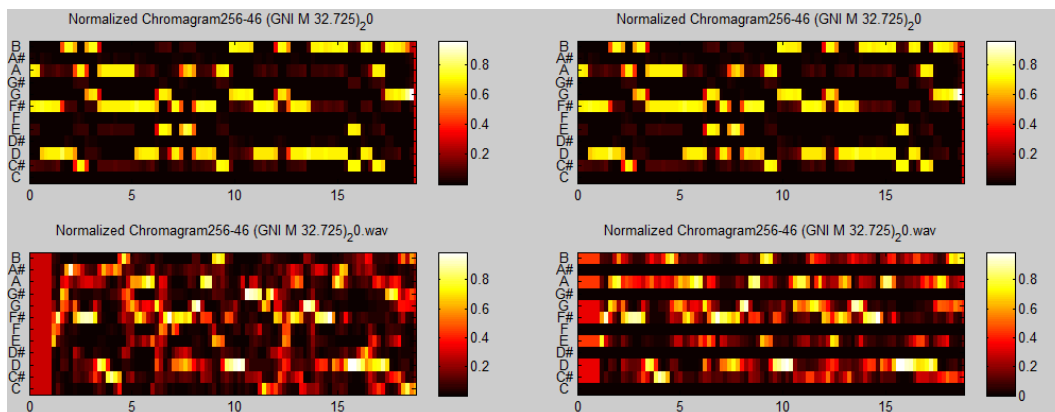 Normalized Chromagram256-46 (GNI M 32.725)₂0
B
A#
A
G#
G
F#
F
E
D#
D
C#
C
0 5 10 15
0.8
0.6
0.4
0.2
Normalized Chromagram256-46 (GNI M 32.725)₂0
B
A#
A
G#
G
F#
F
E
D#
D
C#
C
0 5 10 15
0.8
0.6
0.4
0.2
Normalized Chromagram256-46 (GNI M 32.725)₂0.wav
B
A#
A
G#
G
F#
F
E
D#
D
C#
C
0 5 10 15
0.8
0.6
0.4
0.2
Normalized Chromagram256-46 (GNI M 32.725)₂0.wav
B
A#
A
G#
G
F#
F
E
D#
D
C#
C
0 5 10 15
0.8
0.6
0.4
0.2
0